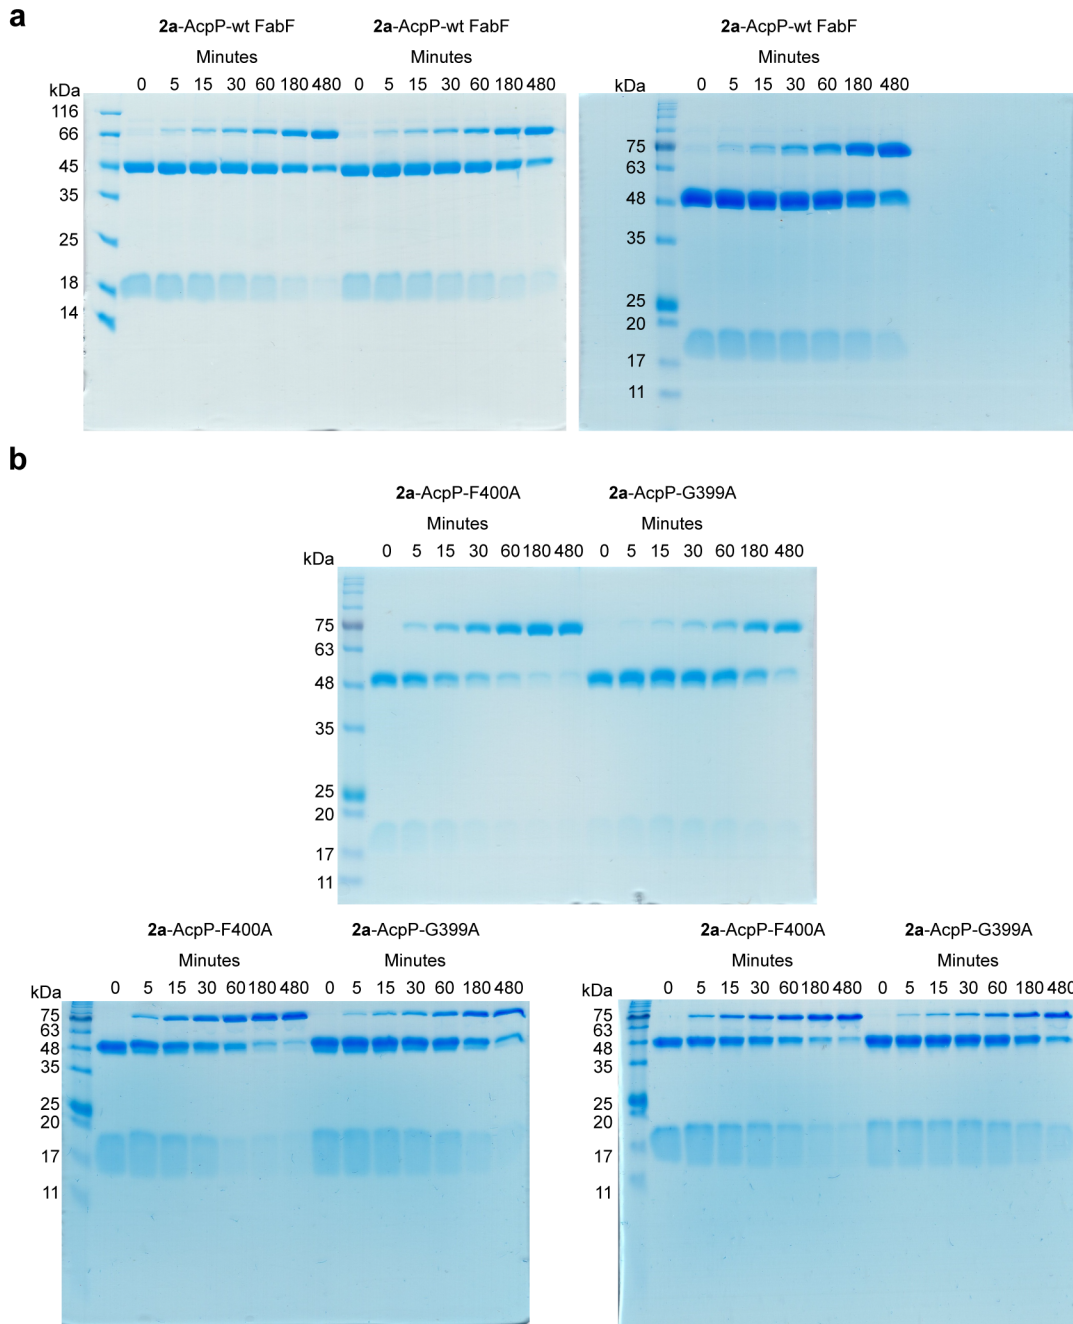 a
2a-AcpP-wt FabF 2a-AcpP-wt FabF
Minutes Minutes
kDa 0 5 15 30 60 180 480 0 5 15 30 60 180 480
116
66
45
35
25
18
14
2a-AcpP-wt FabF
Minutes
kDa 0 5 15 30 60 180 480
75
63
48
35
25
20
17
11
b
2a-AcpP-F400A 2a-AcpP-G399A
Minutes Minutes
kDa 0 5 15 30 60 180 480 0 5 15 30 60 180 480
75
63
48
35
25
20
17
11
2a-AcpP-F400A 2a-AcpP-G399A
Minutes Minutes
kDa 0 5 15 30 60 180 480 0 5 15 30 60 180 480
75
63
48
35
25
20
17
11
2a-AcpP-F400A 2a-AcpP-G399A
Minutes Minutes
kDa 0 5 15 30 60 180 480 0 5 15 30 60 180 480
75
63
48
35
25
20
17
11